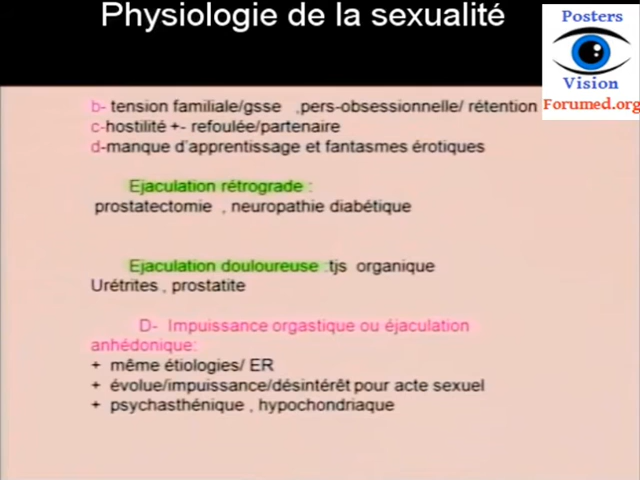 Physiologie de la sexualité
Posters
Vision
Forumed.org
b- tension familiale/gsse ,pers-obsessionnelle/ rétention
c-hostilité +- refoulée/partenaire
d-manque d'apprentissage et fantasmes érotiques
Ejaculation rétrograde :
prostatectomie , neuropathie diabétique
Ejaculation douloureuse :tjs organique
Urétrites , prostatite
D- Impuissance orgastique ou éjaculation
anhédonique:
+ même étiologies/ ER
+ évolue/impuissance/désintérêt pour acte sexuel
+ psychasthénique , hypochondriaque